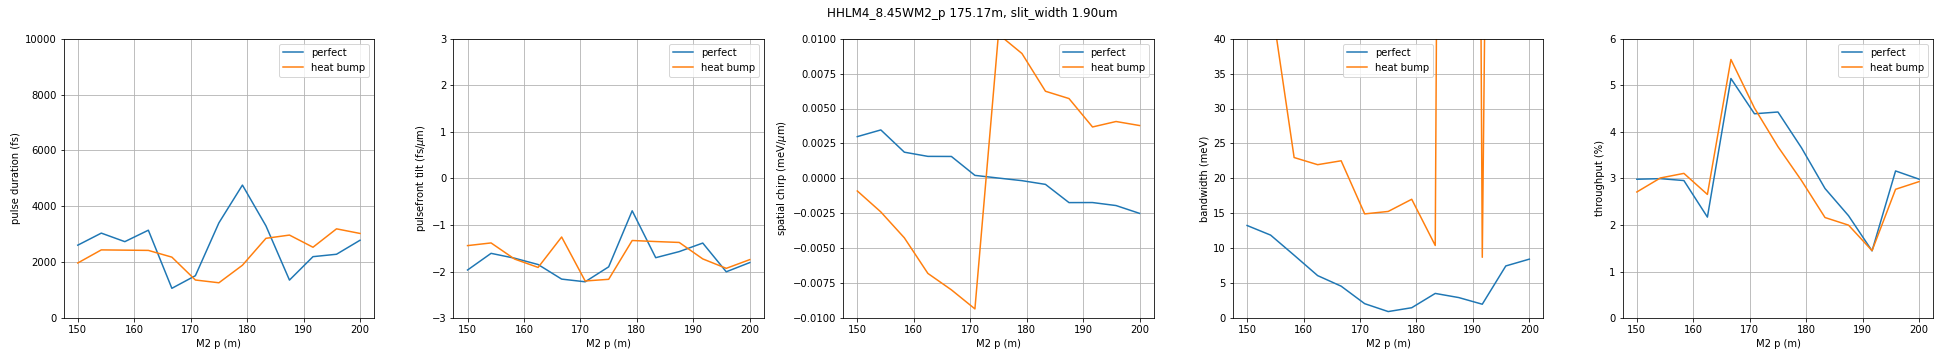 HHLM4_8.45WM2_p 175.17m, slit_width 1.90um
pulse duration (fs)
10000
8000
6000
4000
2000
0
perfect
heat bump
150 160 170 180 190 200
M2 p (m)
pulsefront tilt (fs/μm)
3
2
1
0
−1
−2
−3
perfect
heat bump
150 160 170 180 190 200
M2 p (m)
spatial chirp (meV/μm)
0.0100
0.0075
0.0050
0.0025
0.0000
−0.0025
−0.0050
−0.0075
−0.0100
perfect
heat bump
150 160 170 180 190 200
M2 p (m)
bandwidth (meV)
40
35
30
25
20
15
10
5
0
perfect
heat bump
150 160 170 180 190 200
M2 p (m)
throughput (%)
6
5
4
3
2
1
0
perfect
heat bump
150 160 170 180 190 200
M2 p (m)